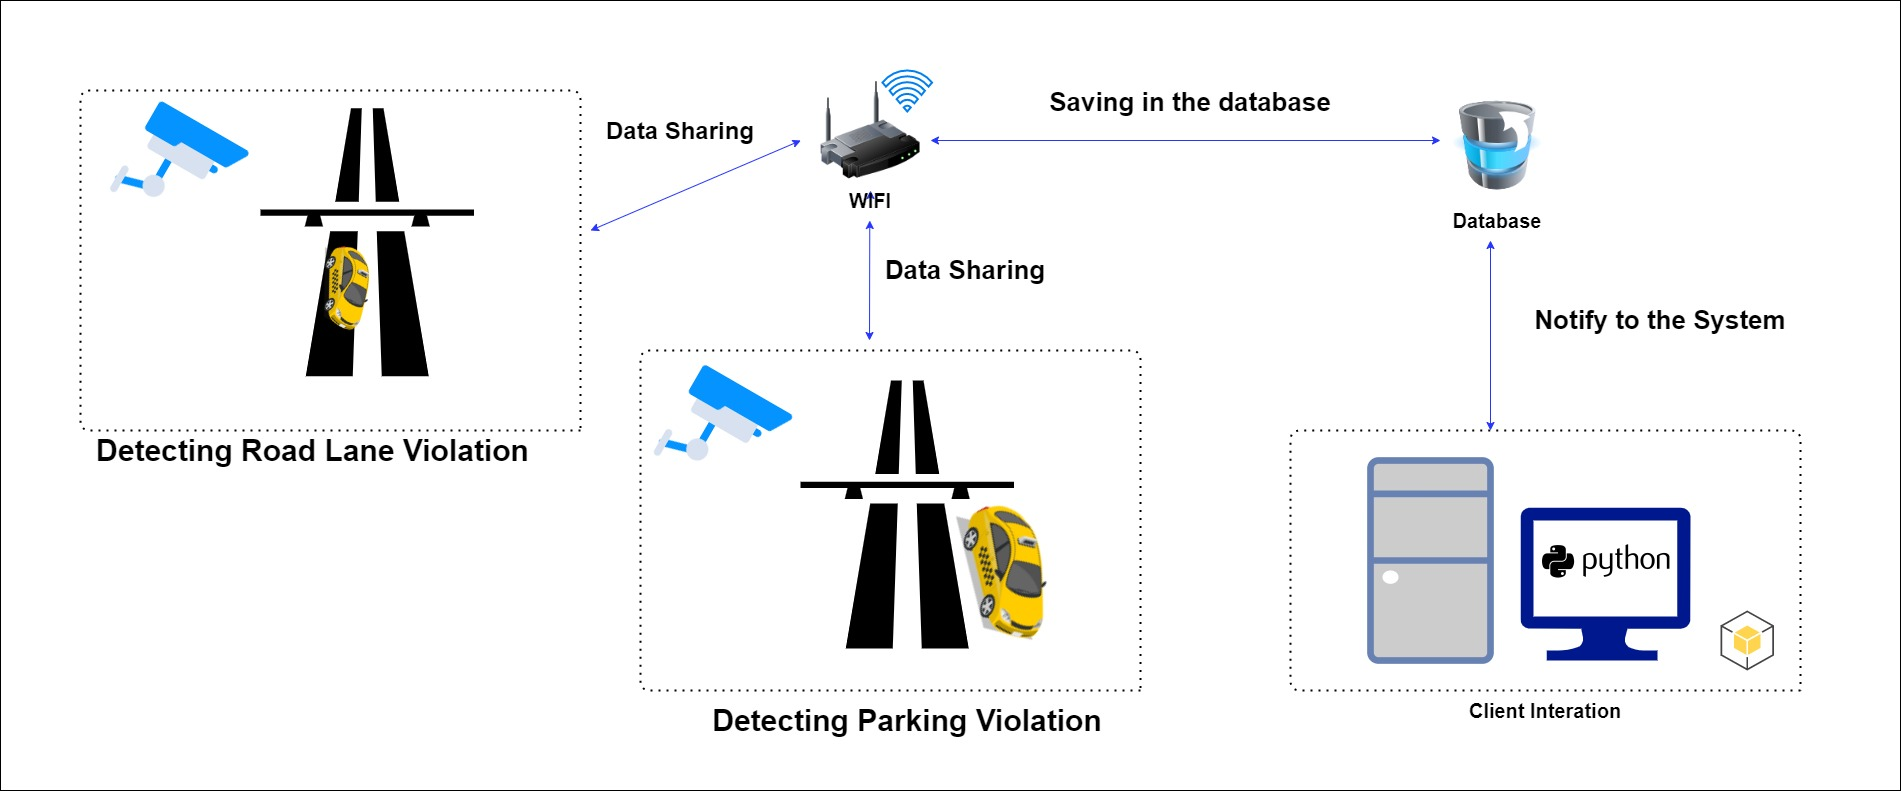 Saving in the database
Data Sharing
WIFI
Database
Data Sharing
Notify to the System
Detecting Road Lane Violation
python
Detecting Parking Violation
Client Interation